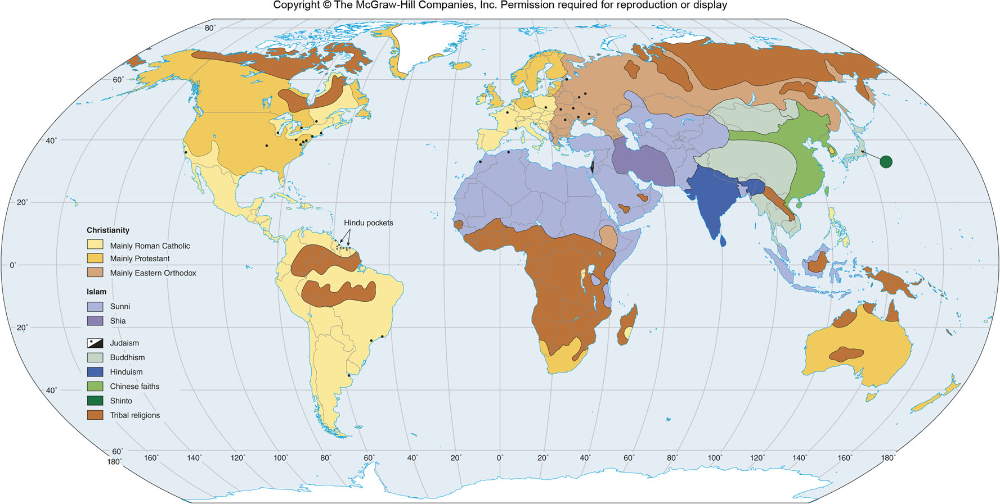 Copyright © The McGraw-Hill Companies, Inc. Permission required for reproduction or display
80°
60°
40°
20°
0°
20°
40°
60°
Hindu pockets
Christianity
Mainly Roman Catholic
Mainly Protestant
Mainly Eastern Orthodox
Islam
Sunni
Shia
Judaism
Buddhism
Hinduism
Chinese faiths
Shinto
Tribal religions
180° 160° 140° 120° 100° 80° 60° 40° 20° 0° 20° 40° 60° 80° 100° 120° 140° 160° 180°